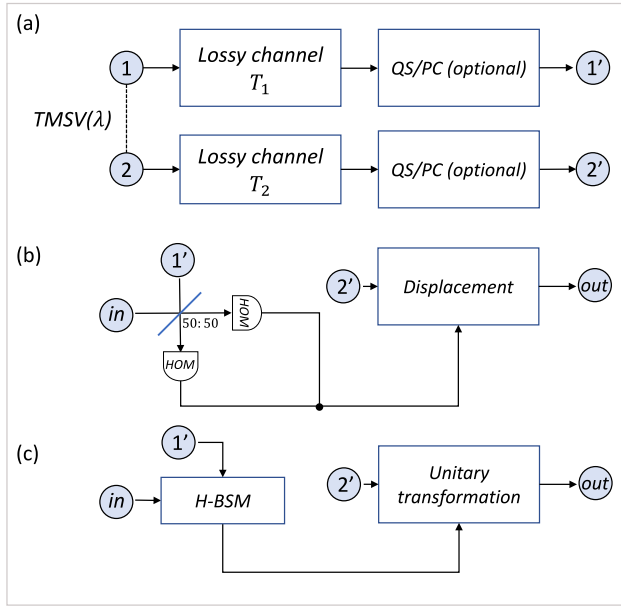 (a)
1 Lossy channel T₁ QS/PC (optional) 1’
TMSV(λ)
2 Lossy channel T₂ QS/PC (optional) 2’
(b)
1’
in 50:50 HOM 2’ Displacement out
HOM
(c)
1’
in H-BSM 2’ Unitary transformation out